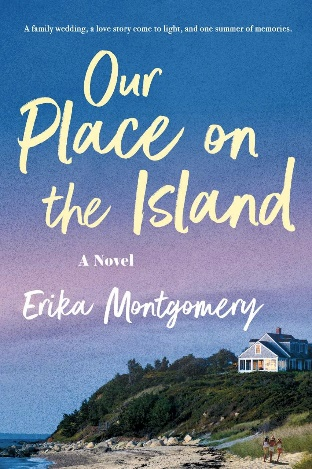 A family wedding, a love story come to light, and one summer of memories.
Our
Place on
the Island
A Novel
Erika Montgomery